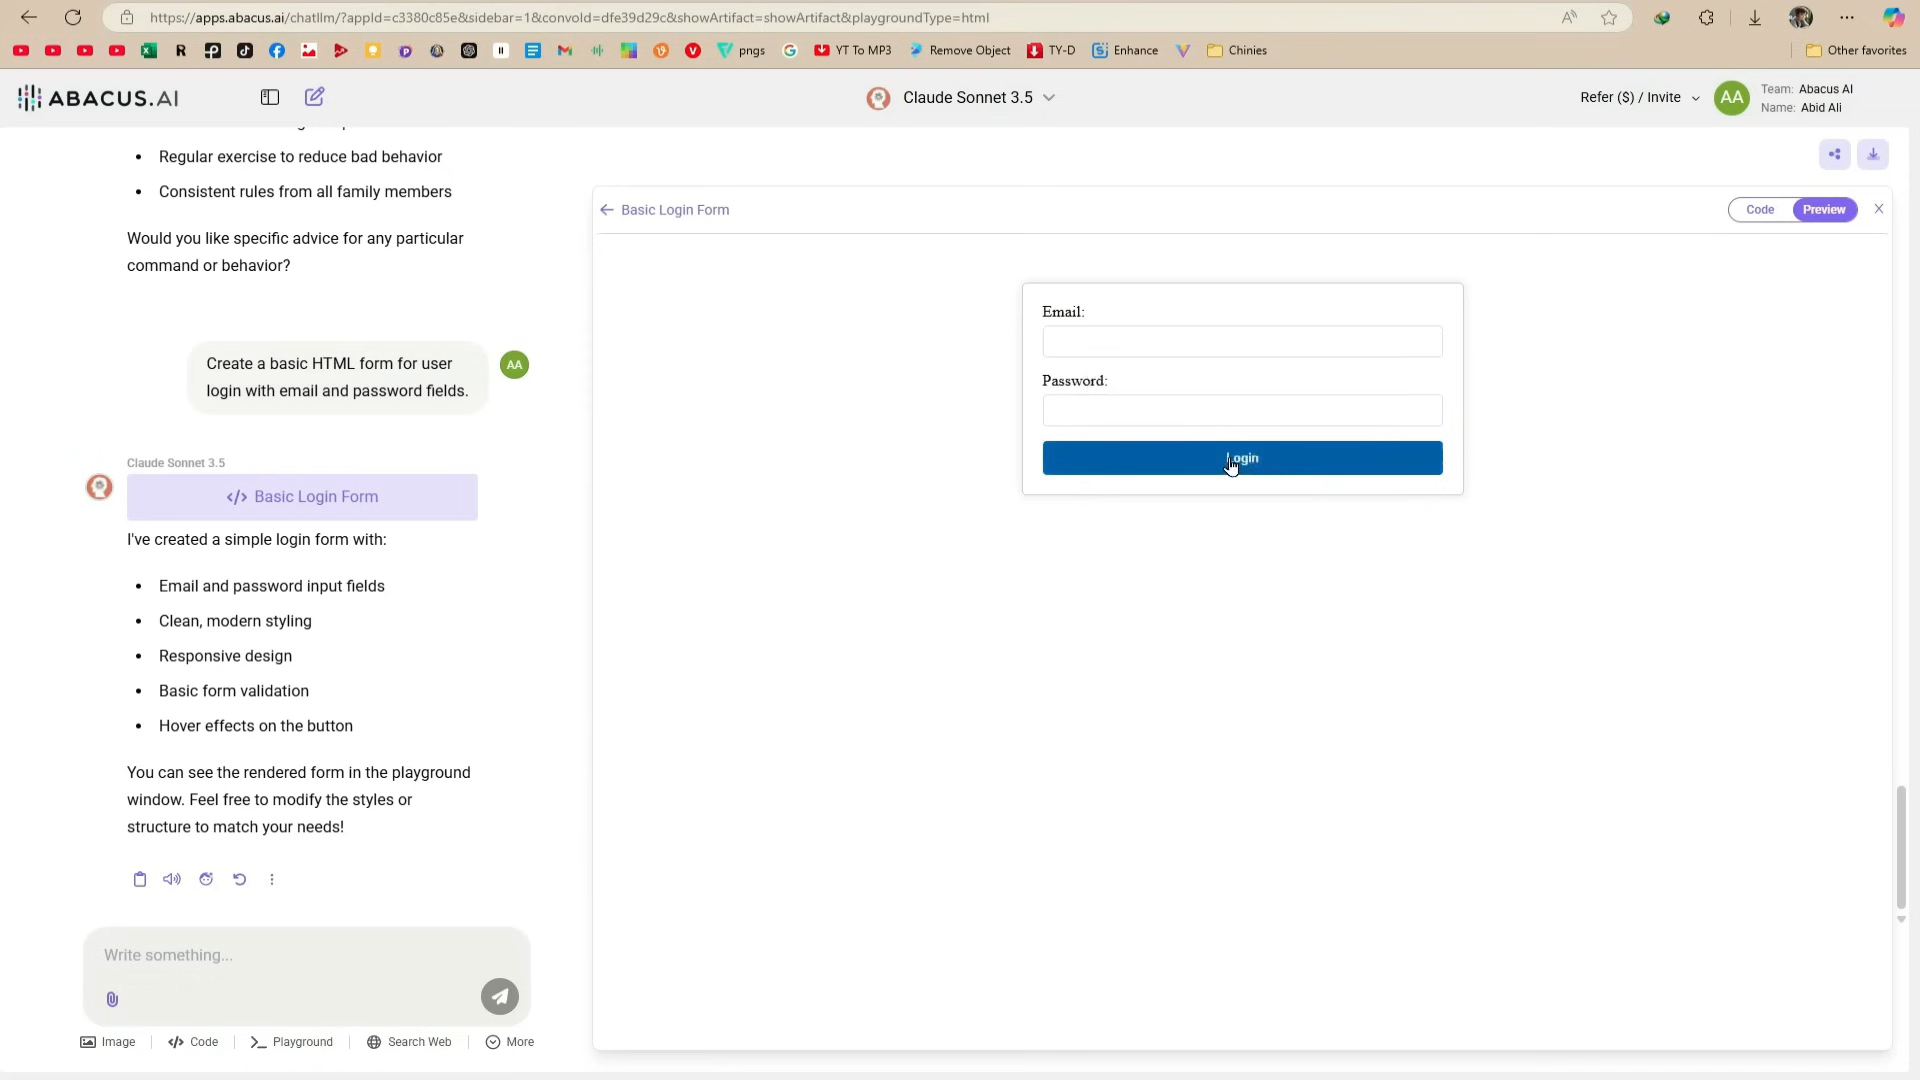 https://apps.abacus.ai/chatllm/?appId=c3380c85e&sidebar=1&convoId=dfe39d29c&showArtifact=showArtifact&playgroundType=html
pngs
YT To MP3
Remove Object
TY-D
Enhance
Chinies
Other favorites
ABACUS.AI
Claude Sonnet 3.5
Refer ($) / Invite
AA
Team: Abacus AI
Name: Abid Ali
• Regular exercise to reduce bad behavior
• Consistent rules from all family members
Would you like specific advice for any particular
command or behavior?
Create a basic HTML form for user
login with email and password fields.
AA
Claude Sonnet 3.5
</> Basic Login Form
I've created a simple login form with:
• Email and password input fields
• Clean, modern styling
• Responsive design
• Basic form validation
• Hover effects on the button
You can see the rendered form in the playground
window. Feel free to modify the styles or
structure to match your needs!
Write something...
Image
</> Code
Playground
Search Web
More
Basic Login Form
Code
Preview
Email:
Password:
Login